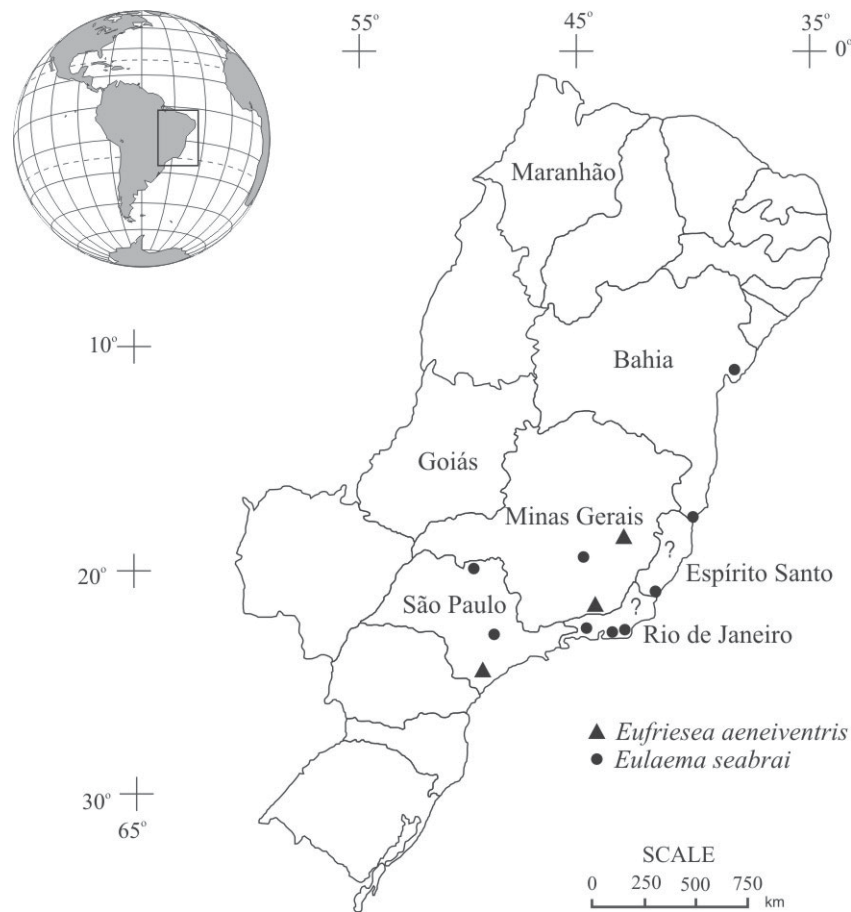 55° 45° 35°
0°
Maranhão
10°
Bahia
Goiás
Minas Gerais
?
20°
Espírito Santo
São Paulo
?
Rio de Janeiro
Eufriesea aeneiventris
Eulaema seabrai
30°
65°
SCALE
0 250 500 750
km